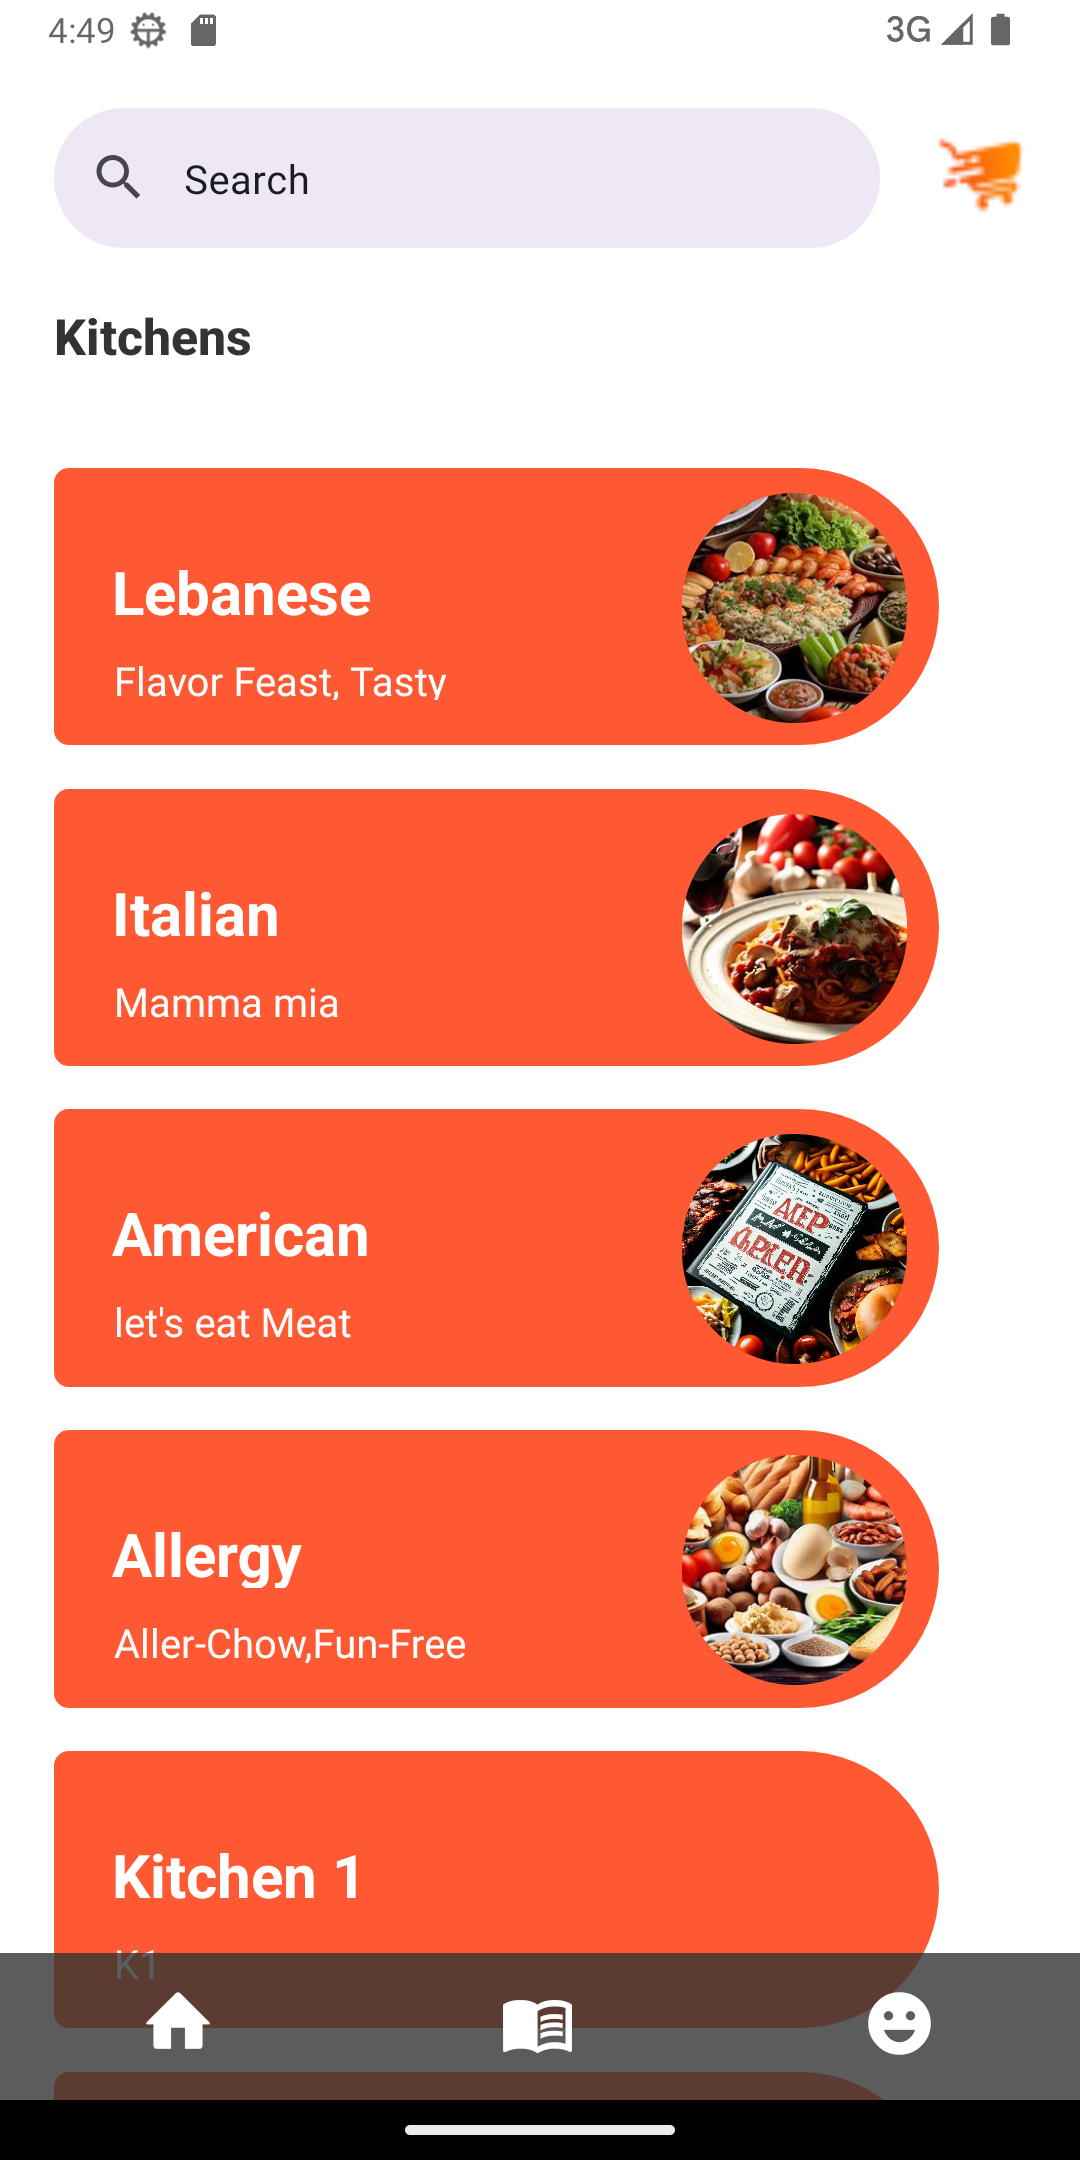 4:49
3G
Search
Kitchens
Lebanese
Flavor Feast, Tasty
Italian
Mamma mia
American
let's eat Meat
Allergy
Aller-Chow,Fun-Free
Kitchen 1
K1